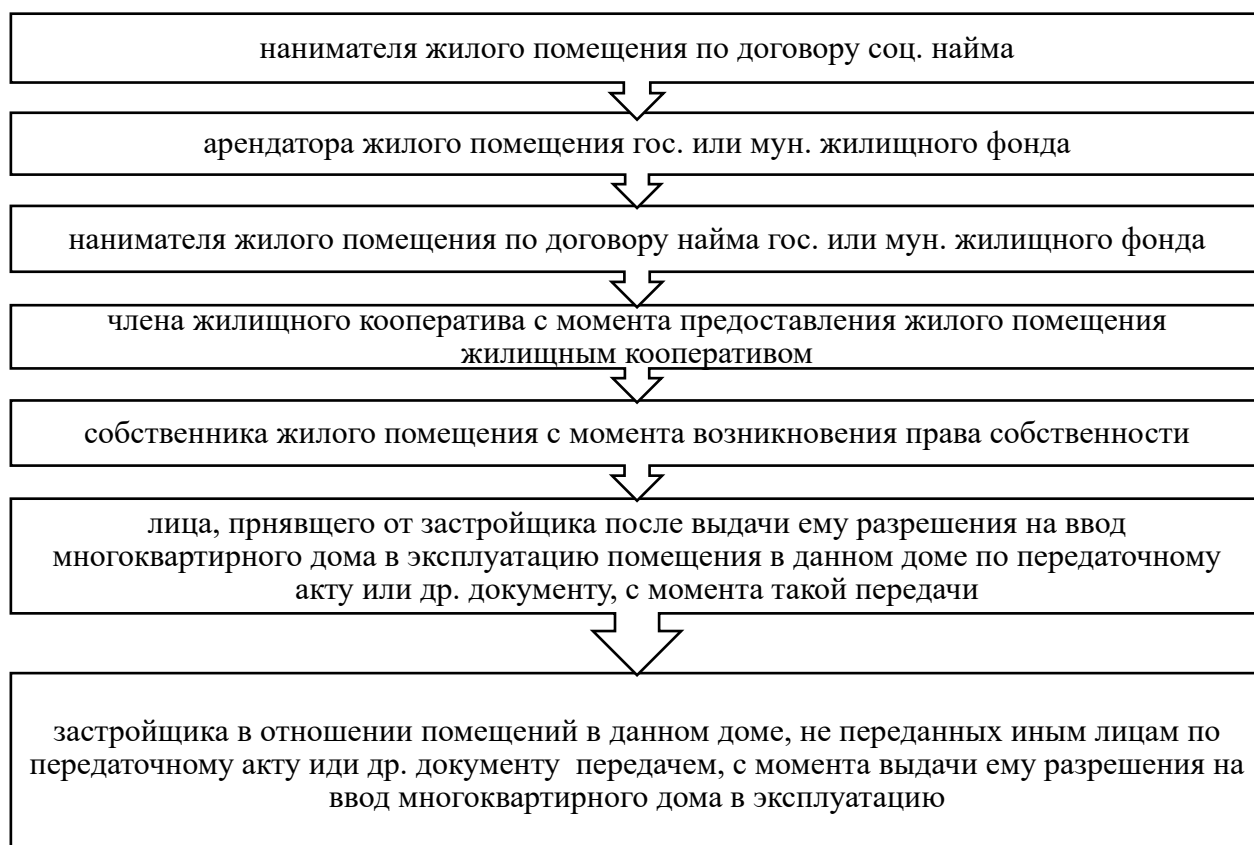 нанимателя жилого помещения по договору соц. найма
арендатора жилого помещения гос. или мун. жилищного фонда
нанимателя жилого помещения по договору найма гос. или мун. жилищного фонда
члена жилищного кооператива с момента предоставления жилого помещения
жилищным кооперативом
собственника жилого помещения с момента возникновения права собственности
лица, прнявщего от застройщика после выдачи ему разрешения на ввод
многоквартирного дома в эксплуатацию помещения в данном доме по передаточному
акту или др. документу, с момента такой передачи
застройщика в отношении помещений в данном доме, не переданных иным лицам по
передаточному акту иди др. документу  передачем, с момента выдачи ему разрешения на
ввод многоквартирного дома в эксплуатацию